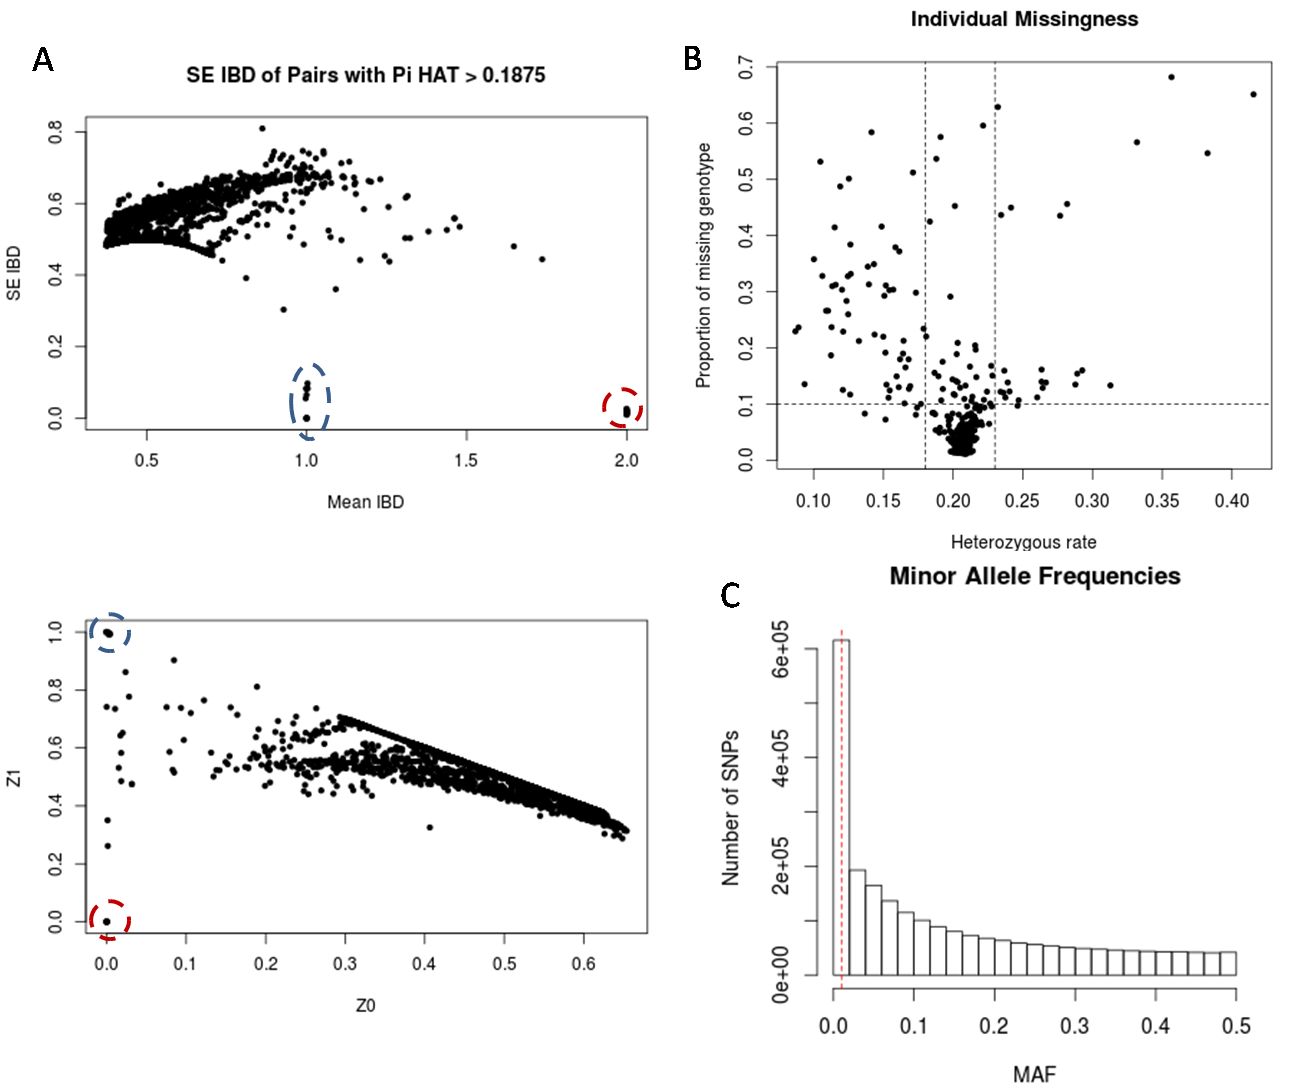 A
SE IBD of Pairs with Pi HAT > 0.1875
SE IBD
0.8
0.6
0.4
0.2
0.0
0.5 1.0 1.5 2.0
Mean IBD
Z1
1.0
0.8
0.6
0.4
0.2
0.0
0.0 0.1 0.2 0.3 0.4 0.5 0.6
Z0
B
Individual Missingness
Proportion of missing genotype
0.7
0.6
0.5
0.4
0.3
0.2
0.1
0.0
0.10 0.15 0.20 0.25 0.30 0.35 0.40
Heterozygous rate
C
Minor Allele Frequencies
Number of SNPs
6e+05
4e+05
2e+05
0e+00
0.0 0.1 0.2 0.3 0.4 0.5
MAF